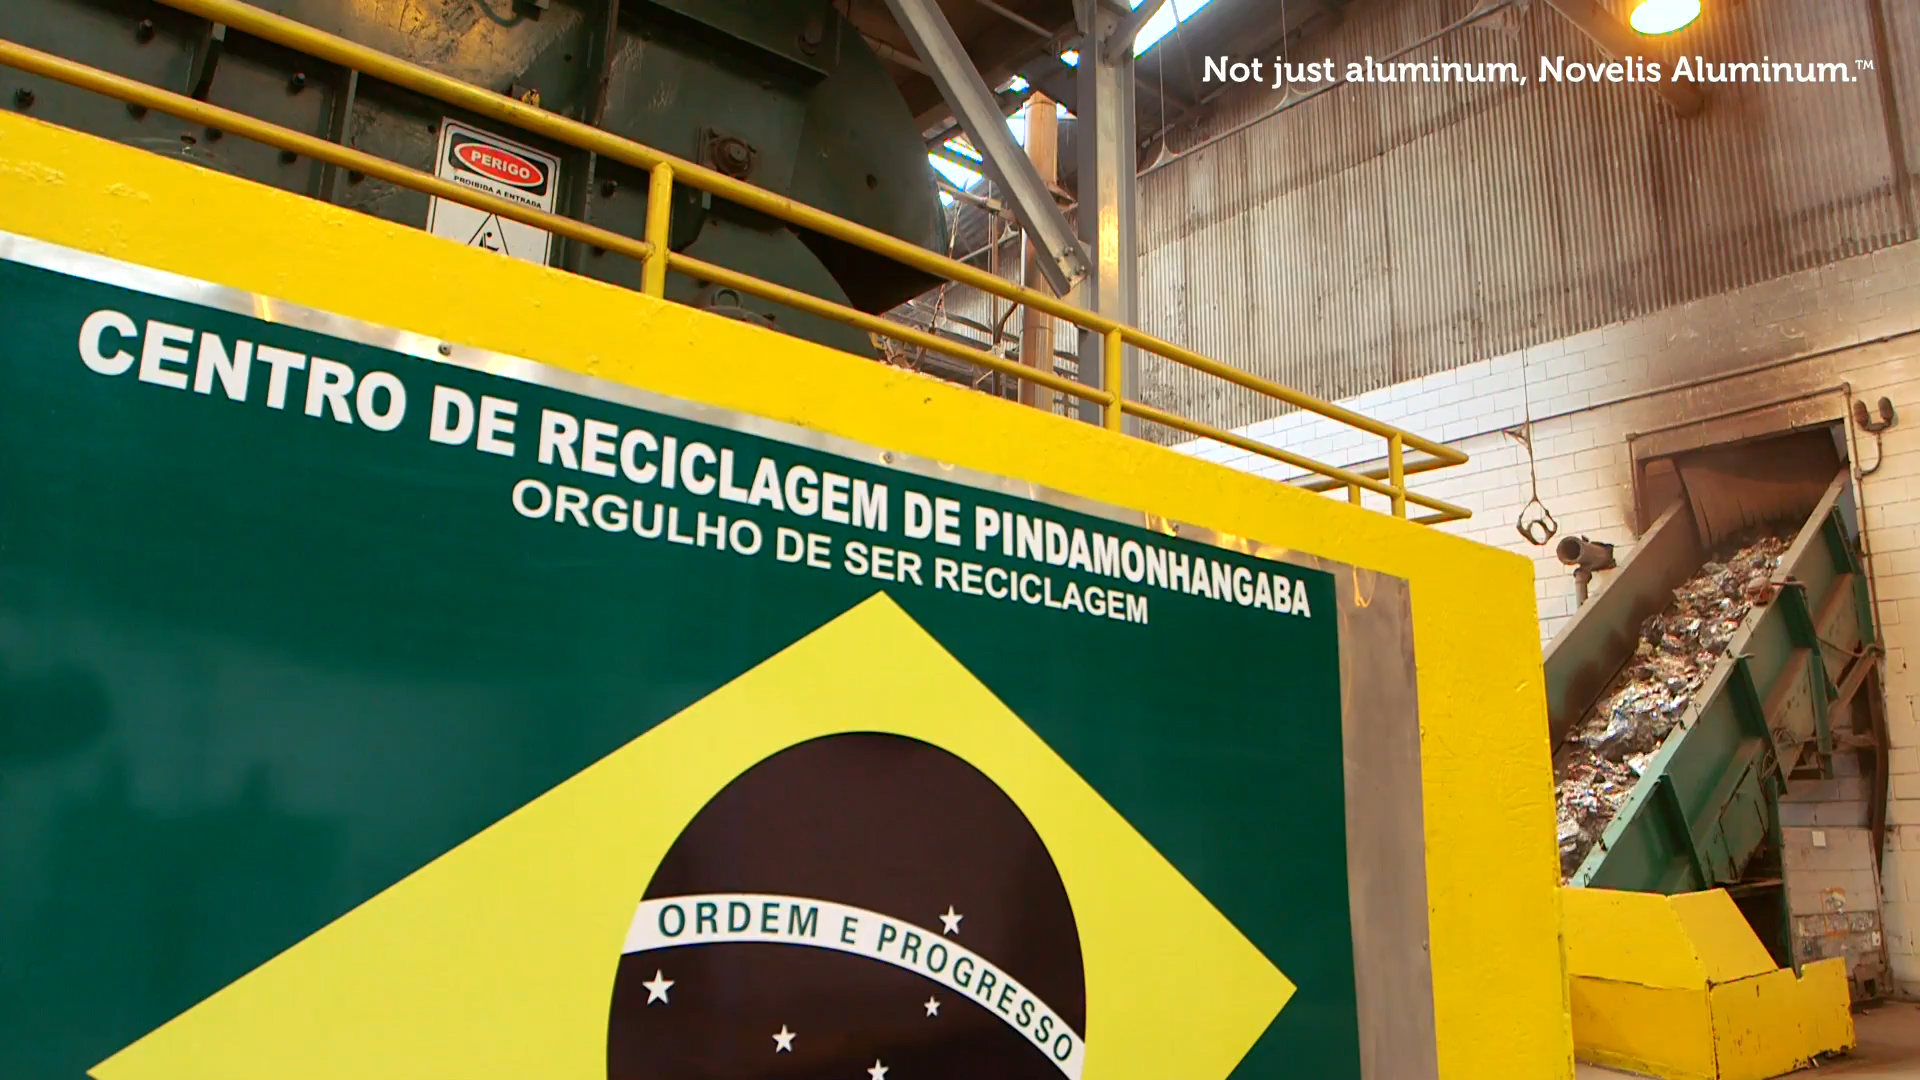 Not just aluminum, Novelis Aluminum.™
PERIGO
PROIBIDA A ENTRADA
CENTRO DE RECICLAGEM DE PINDAMONHANGABA
ORGULHO DE SER RECICLAGEM
ORDEM E PROGRESSO